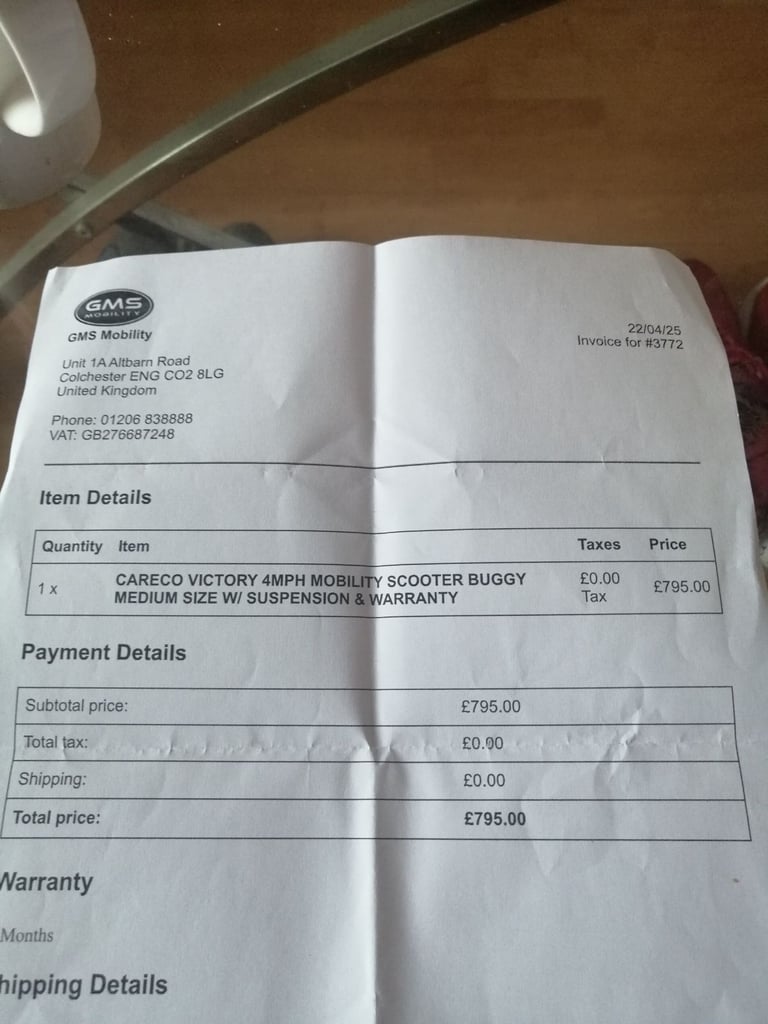 GMS
MOBILITY
GMS Mobility
Unit 1A Altbarn Road
Colchester ENG CO2 8LG
United Kingdom
Phone: 01206 838888
VAT: GB276687248
22/04/25
Invoice for #3772
Item Details
Quantity Item Taxes Price
1 x CARECO VICTORY 4MPH MOBILITY SCOOTER BUGGY MEDIUM SIZE W/ SUSPENSION & WARRANTY £0.00 Tax £795.00
Payment Details
Subtotal price: £795.00
Total tax: £0.00
Shipping: £0.00
Total price: £795.00
Warranty
Months
hipping Details